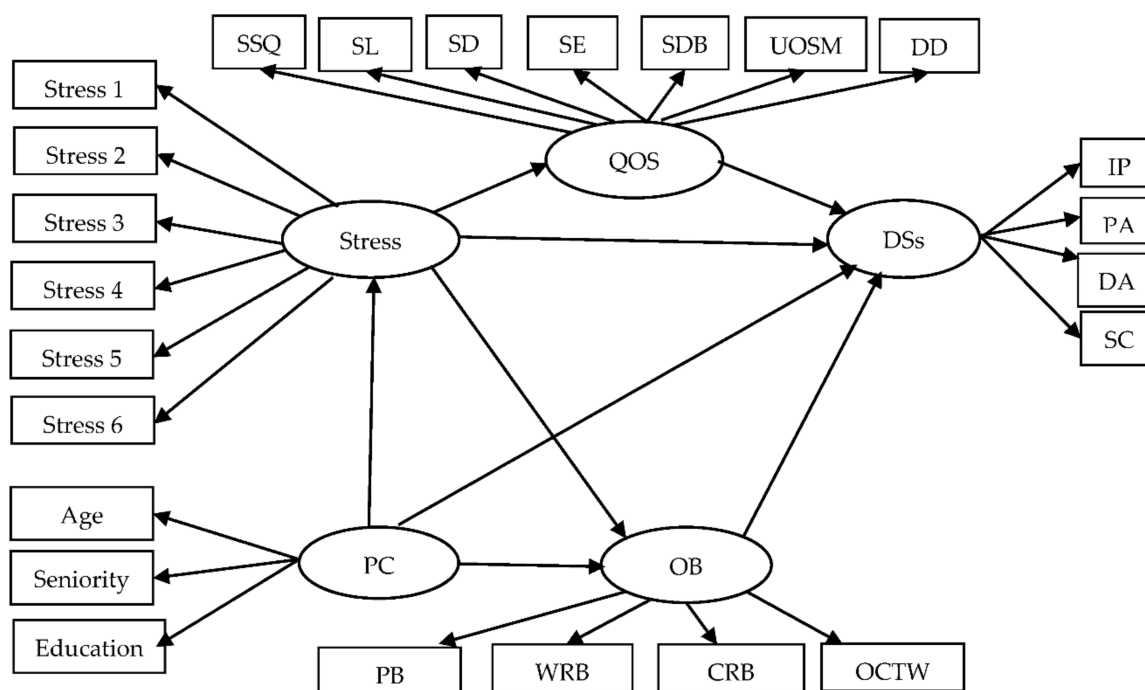 SSQ
SL
SD
SE
SDB
UOSM
DD
Stress 1
Stress 2
Stress 3
Stress 4
Stress 5
Stress 6
QOS
Stress
DSs
IP
PA
DA
SC
Age
Seniority
Education
PC
OB
PB
WRB
CRB
OCTW